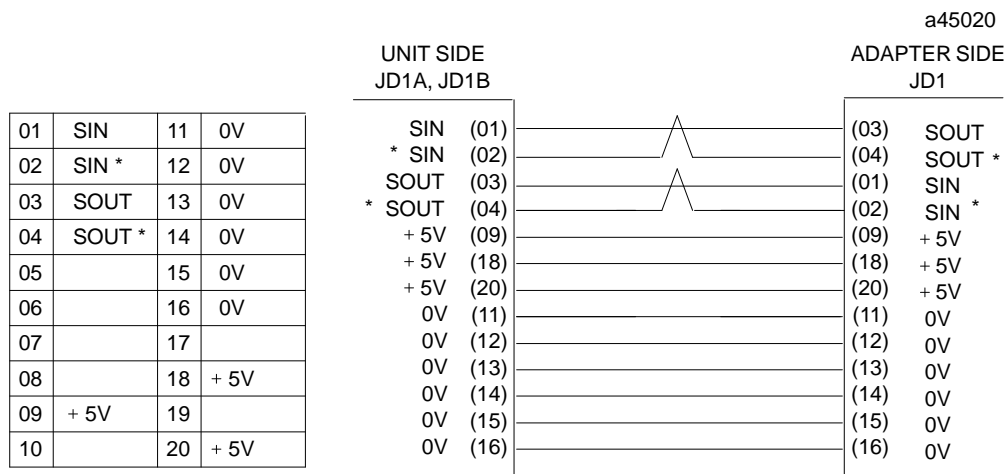 a45020
UNIT SIDE
JD1A, JD1B
ADAPTER SIDE
JD1
01 SIN 11 0V
02 SIN * 12 0V
03 SOUT 13 0V
04 SOUT * 14 0V
05 15 0V
06 16 0V
07 17
08 18 + 5V
09 + 5V 19
10 20 + 5V
SIN (01) (03) SOUT
* SIN (02) (04) SOUT *
SOUT (03) (01) SIN
* SOUT (04) (02) SIN *
+ 5V (09) (09) + 5V
+ 5V (18) (18) + 5V
+ 5V (20) (20) + 5V
0V (11) (11) 0V
0V (12) (12) 0V
0V (13) (13) 0V
0V (14) (14) 0V
0V (15) (15) 0V
0V (16) (16) 0V